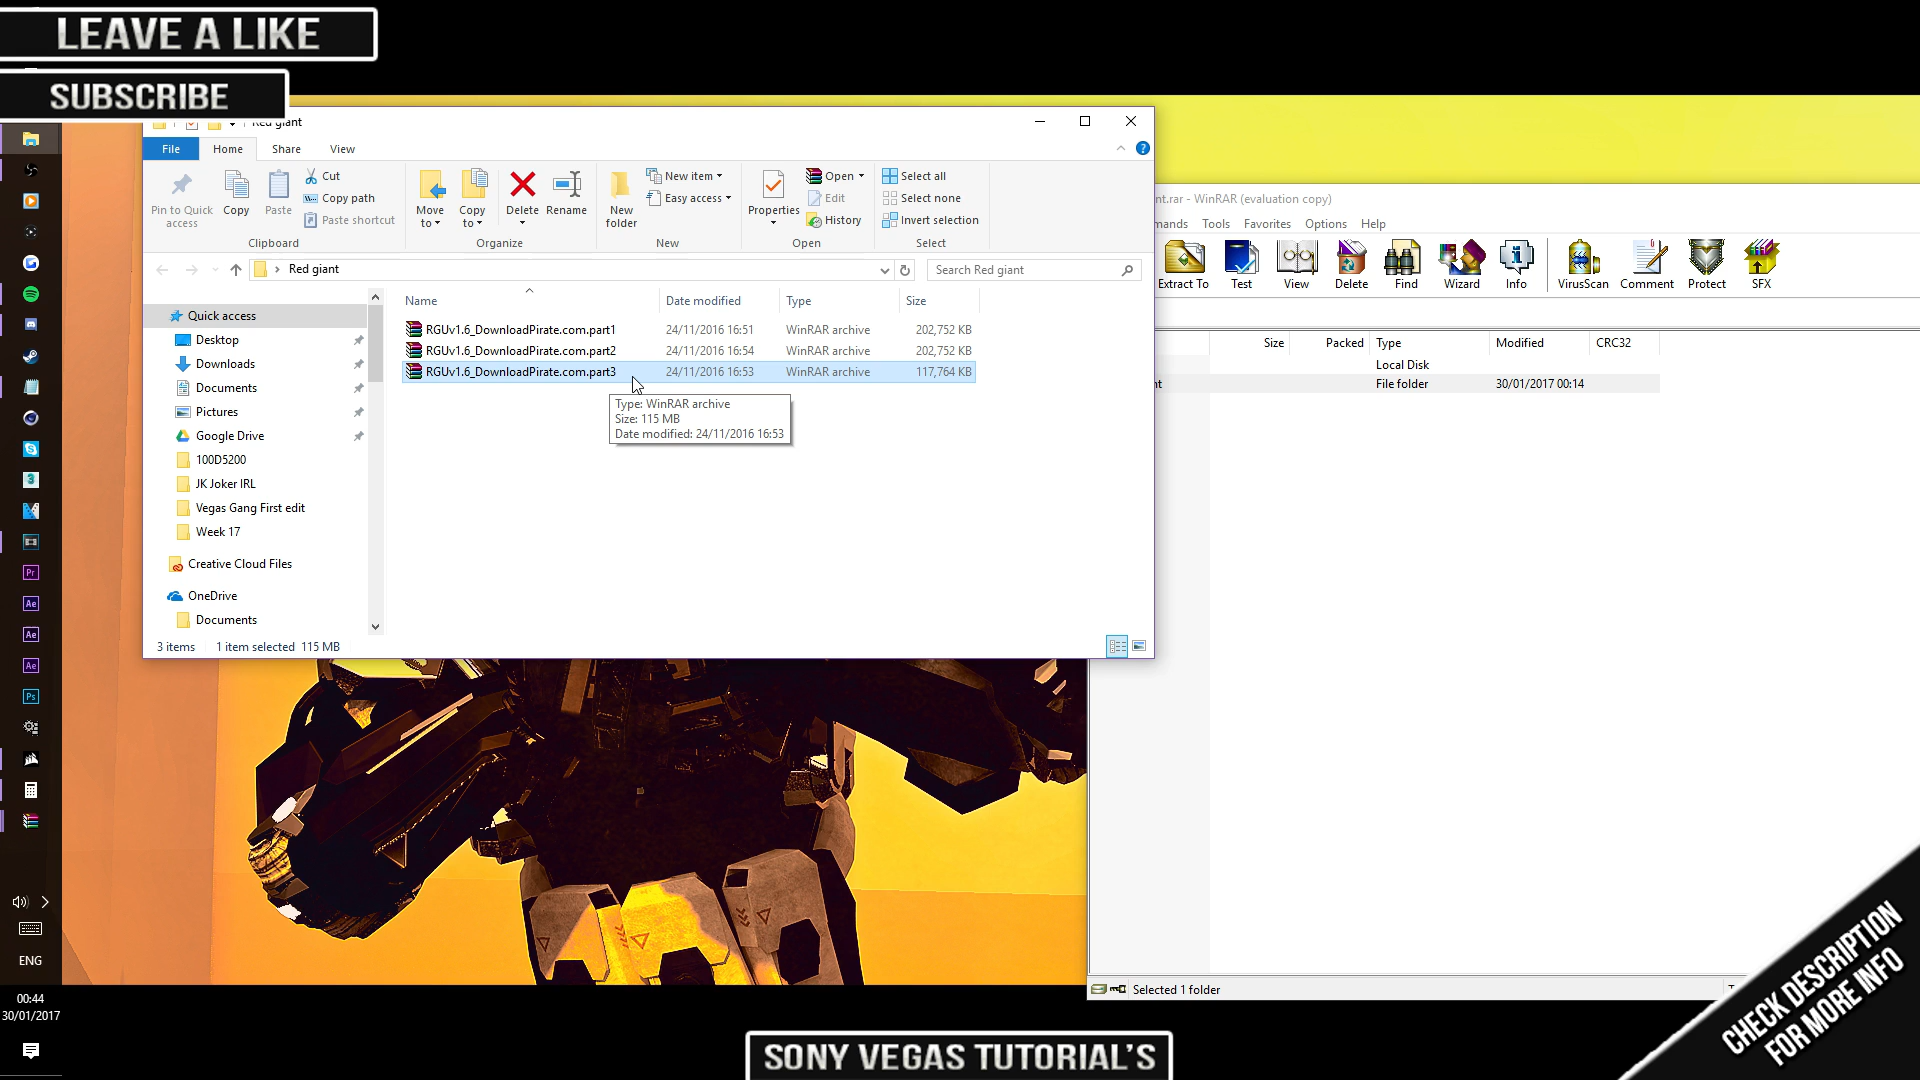 LEAVE A LIKE
SUBSCRIBE
Red giant
File Home Share View
Pin to Quick access
Copy
Paste
Cut
Copy path
Paste shortcut
Clipboard
Move to
Copy to
Delete
Rename
Organize
New folder
New item
Easy access
New
Properties
Open
Edit
History
Open
Select all
Select none
Invert selection
Select
Red giant
Search Red giant
Name Date modified Type Size
RGUv1.6_DownloadPirate.com.part1 24/11/2016 16:51 WinRAR archive 202,752 KB
RGUv1.6_DownloadPirate.com.part2 24/11/2016 16:54 WinRAR archive 202,752 KB
RGUv1.6_DownloadPirate.com.part3 24/11/2016 16:53 WinRAR archive 117,764 KB
Type: WinRAR archive
Size: 115 MB
Date modified: 24/11/2016 16:53
Quick access
Desktop
Downloads
Documents
Pictures
Google Drive
100D5200
JK Joker IRL
Vegas Gang First edit
Week 17
Creative Cloud Files
OneDrive
Documents
3 items 1 item selected 115 MB
nt.rar - WinRAR (evaluation copy)
mands Tools Favorites Options Help
Extract To Test View Delete Find Wizard Info VirusScan Comment Protect SFX
Size Packed Type Modified CRC32
Local Disk
nt File folder 30/01/2017 00:14
Selected 1 folder
Pr
Ae
Ae
Ae
Ps
ENG
00:44
30/01/2017
SONY VEGAS TUTORIAL'S
CHECK DESCRIPTION
FOR MORE INFO